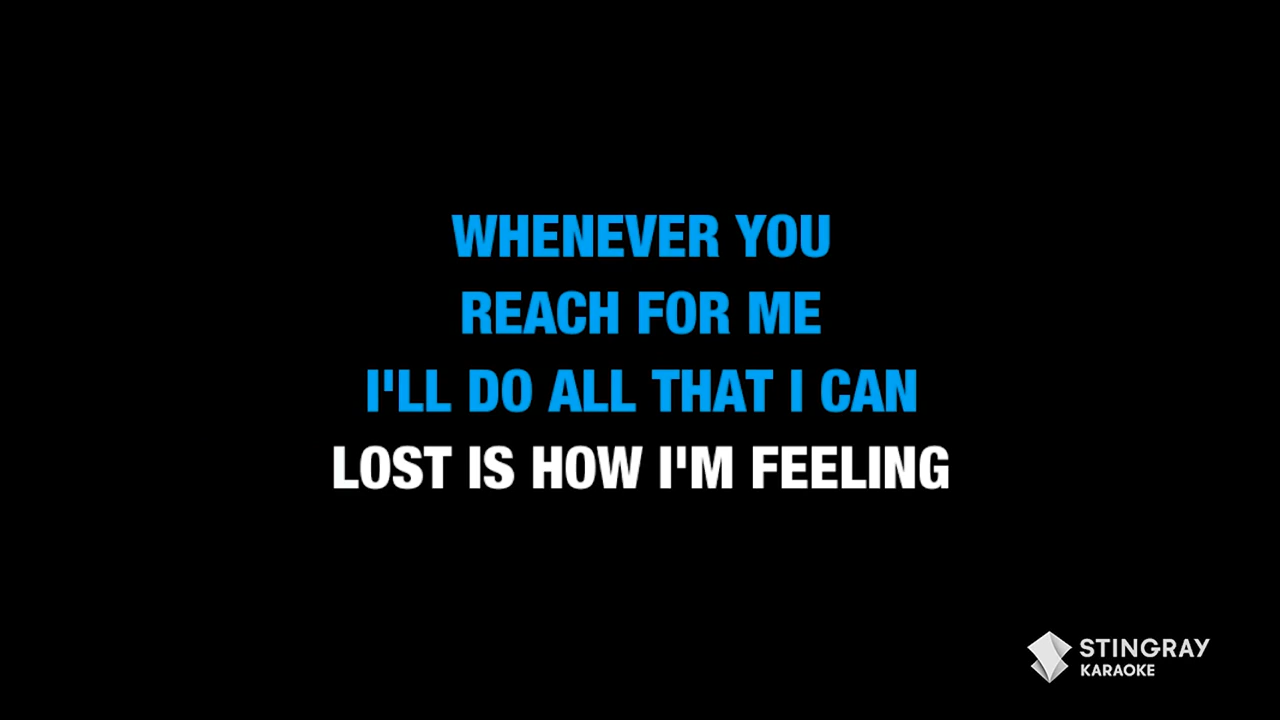 WHENEVER YOU
REACH FOR ME
I'LL DO ALL THAT I CAN
LOST IS HOW I'M FEELING
STINGRAY
KARAOKE